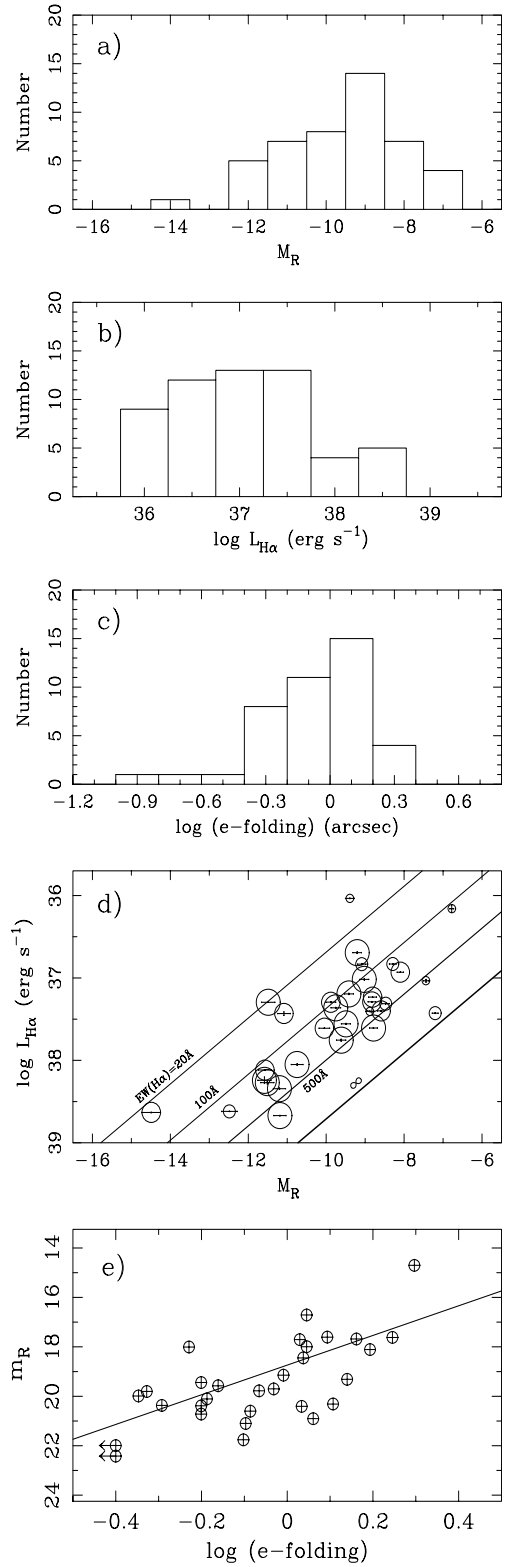 a)
Number
20
15
10
5
0
−16 −14 −12 −10 −8 −6
M_R
b)
Number
20
15
10
5
0
36 37 38 39
log L_Hα (erg s⁻¹)
c)
Number
20
15
10
5
0
−1.2 −0.9 −0.6 −0.3 0 0.3 0.6
log (e−folding) (arcsec)
d)
log L_Hα (erg s⁻¹)
36
37
38
39
EW(Hα)=20Å
100Å
500Å
−16 −14 −12 −10 −8 −6
M_R
e)
m_R
14
16
18
20
22
24
−0.4 −0.2 0 0.2 0.4
log (e−folding)